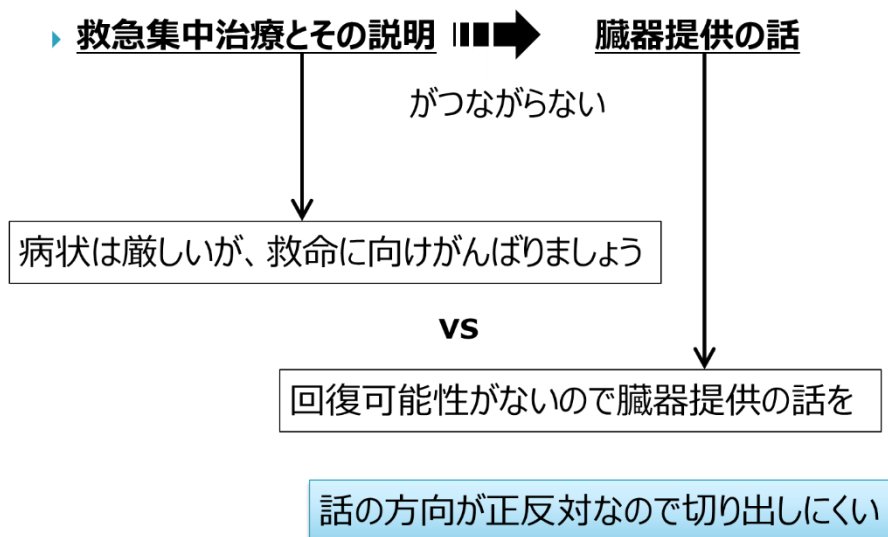 救急集中治療とその説明 臓器提供の話
がつながらない
病状は厳しいが、救命に向けがんばりましょう
vs
回復可能性がないので臓器提供の話を
話の方向が正反対なので切り出しにくい